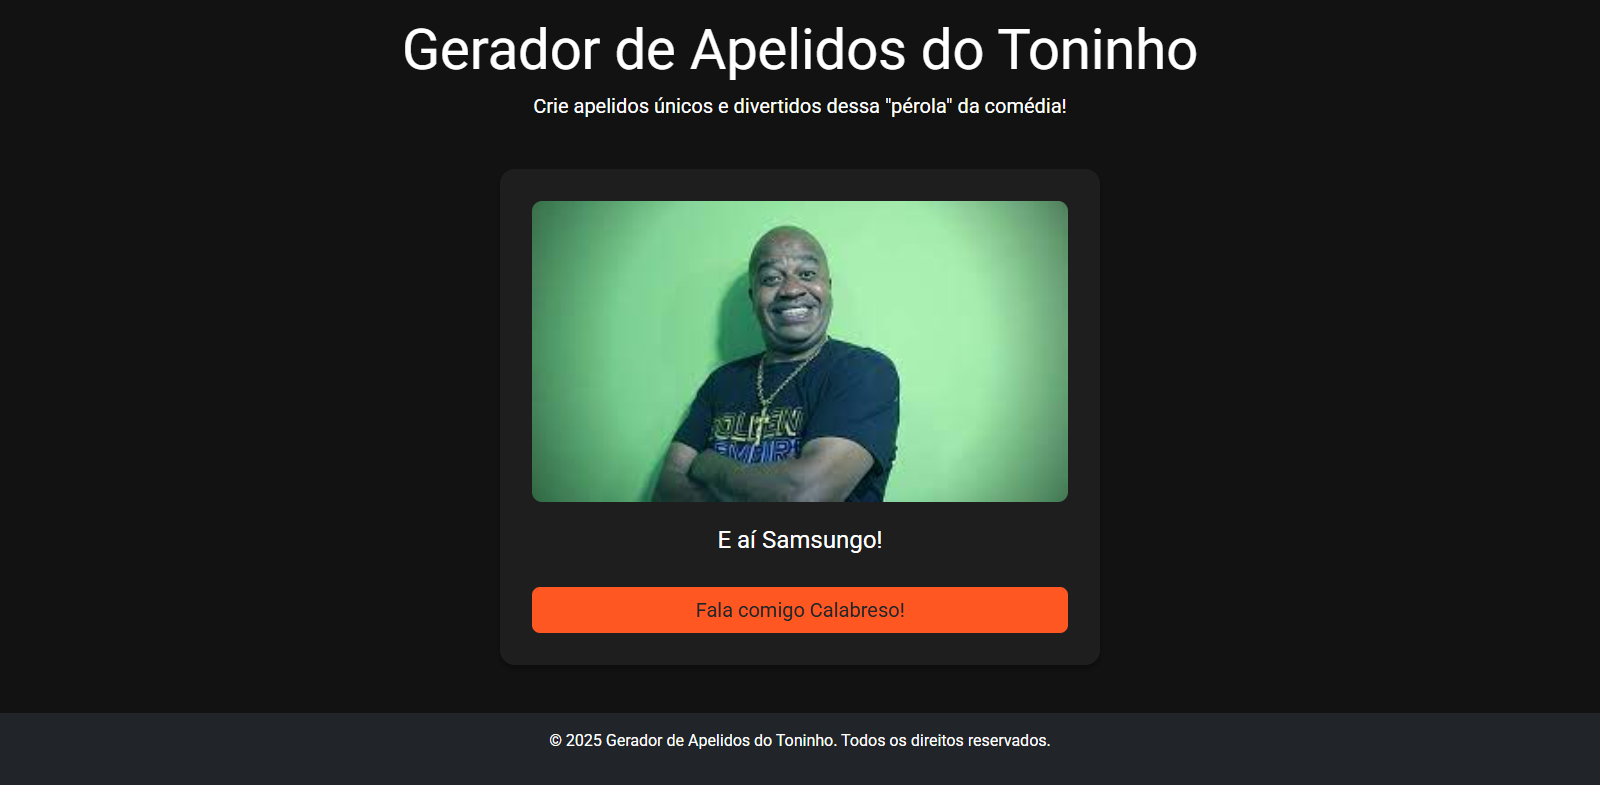 Gerador de Apelidos do Toninho
Crie apelidos únicos e divertidos dessa "pérola" da comédia!
E aí Samsungo!
Fala comigo Calabreso!
© 2025 Gerador de Apelidos do Toninho. Todos os direitos reservados.